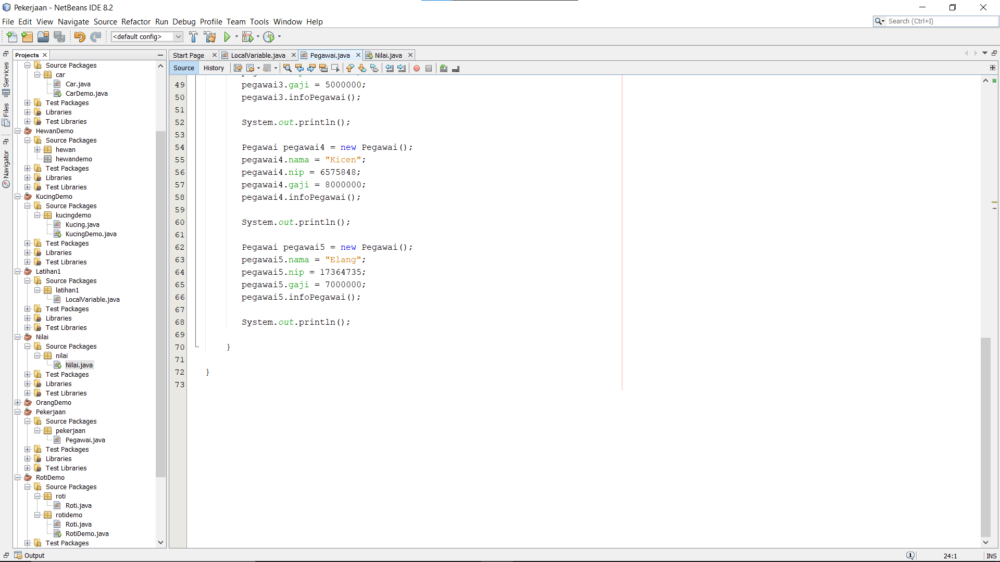 Pekerjaan - NetBeans IDE 8.2
File Edit View Navigate Source Refactor Run Debug Profile Team Tools Window Help
Search (Ctrl+I)
<default config>
Services
Files
Navigator
Projects
Source Packages
car
Car.java
CarDemo.java
Test Packages
Libraries
Test Libraries
HewanDemo
Source Packages
hewan
hewandemo
Test Packages
Libraries
Test Libraries
KucingDemo
Source Packages
kucingdemo
Kucing.java
KucingDemo.java
Test Packages
Libraries
Test Libraries
Latihan1
Source Packages
latihan1
LocalVariable.java
Test Packages
Libraries
Test Libraries
Nilai
Source Packages
nilai
Nilai.java
Test Packages
Libraries
Test Libraries
OrangDemo
Pekerjaan
Source Packages
pekerjaan
Pegawai.java
Test Packages
Libraries
Test Libraries
RotiDemo
Source Packages
roti
Roti.java
rotidemo
Roti.java
RotiDemo.java
Test Packages
Start Page LocalVariable.java Pegawai.java Nilai.java
Source History
49 pegawai3.gaji = 5000000;
50 pegawai3.infoPegawai();
51
52 System.out.println();
53
54 Pegawai pegawai4 = new Pegawai();
55 pegawai4.nama = "Kicen";
56 pegawai4.nip = 6575848;
57 pegawai4.gaji = 8000000;
58 pegawai4.infoPegawai();
59
60 System.out.println();
61
62 Pegawai pegawai5 = new Pegawai();
63 pegawai5.nama = "Elang";
64 pegawai5.nip = 17364735;
65 pegawai5.gaji = 7000000;
66 pegawai5.infoPegawai();
67
68 System.out.println();
69
70 }
71
72 }
73
Output
1
24:1
INS